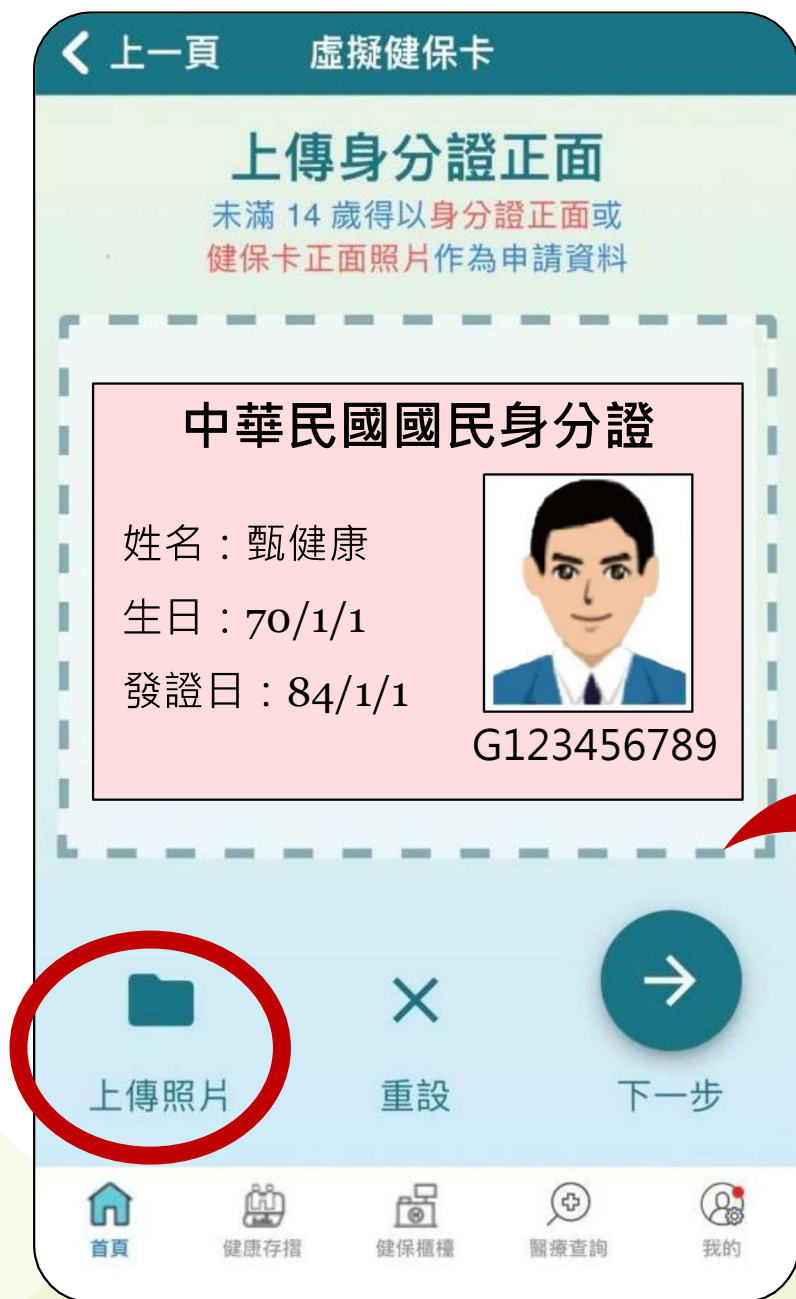 上一頁 虛擬健保卡
上傳身分證正面
未滿 14 歲得以身分證正面或
健保卡正面照片作為申請資料
中華民國國民身分證
姓名：甄健康
生日：70/1/1
發證日：84/1/1
G123456789
上傳照片 重設 下一步
首頁 健康存摺 健保櫃檯 醫療查詢 我的